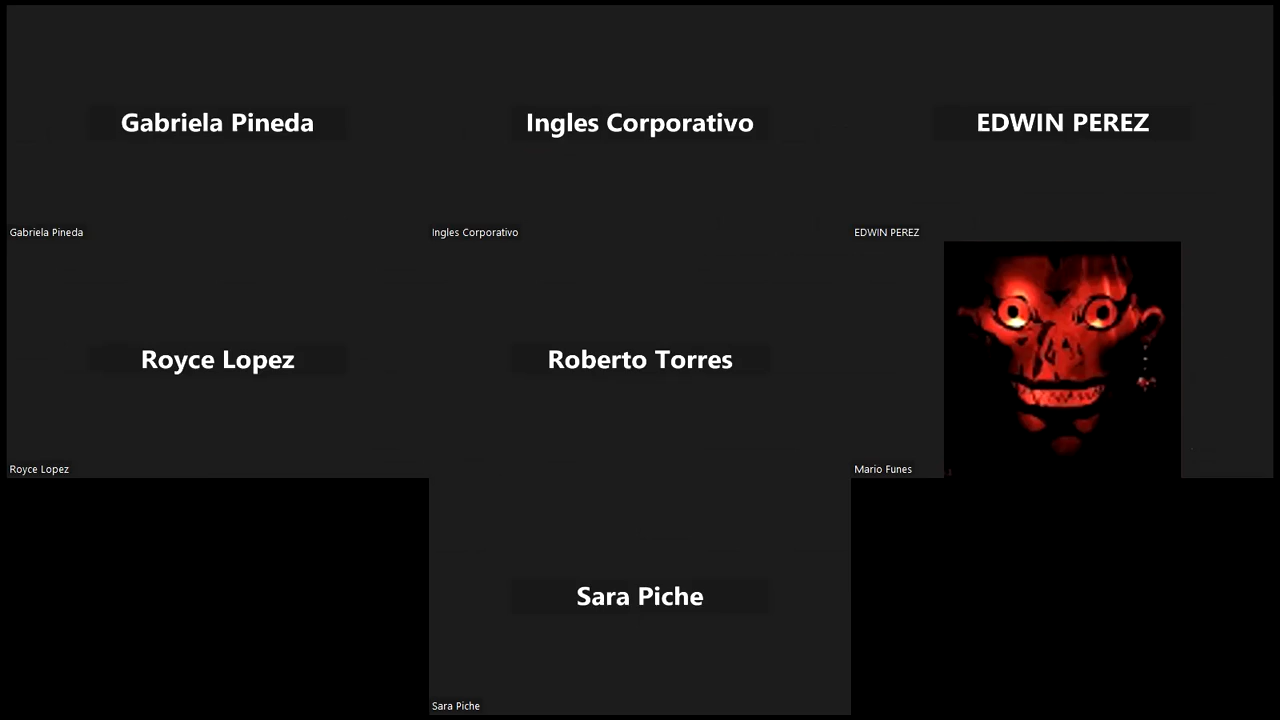 Gabriela Pineda
Ingles Corporativo
EDWIN PEREZ
Gabriela Pineda
Ingles Corporativo
EDWIN PEREZ
Royce Lopez
Roberto Torres
Royce Lopez
Mario Funes
Sara Piche
Sara Piche